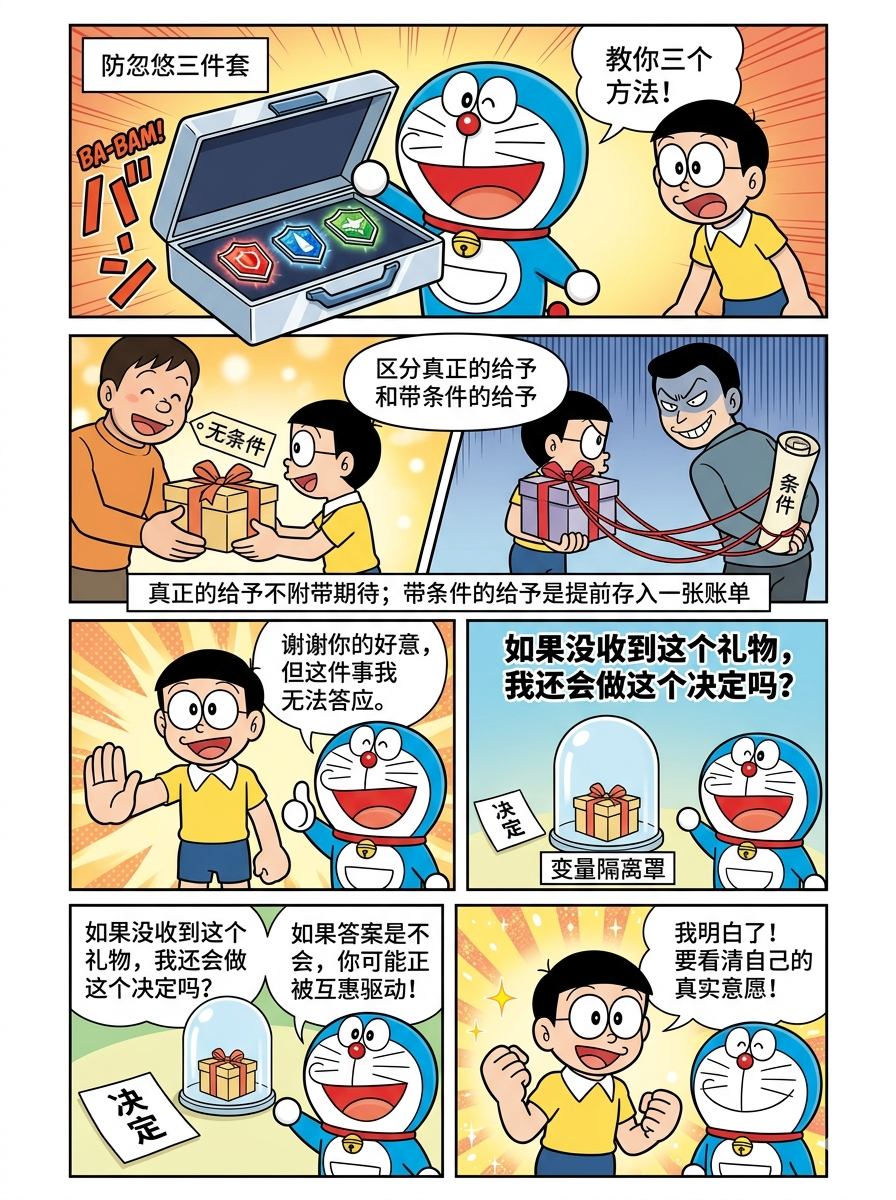 防忽悠三件套
教你三个
方法！
BA-BAM!
バーン
区分真正的给予
和带条件的给予
无条件
条件
真正的给予不附带期待；带条件的给予是提前存入一张账单
谢谢你的好意，
但这件事我
无法答应。
如果没收到这个礼物，
我还会做这个决定吗？
决定
变量隔离罩
如果没收到这个
礼物，我还会做
这个决定吗？
如果答案是不
会，你可能正
被互惠驱动！
决定
我明白了！
要看清自己的
真实意愿！